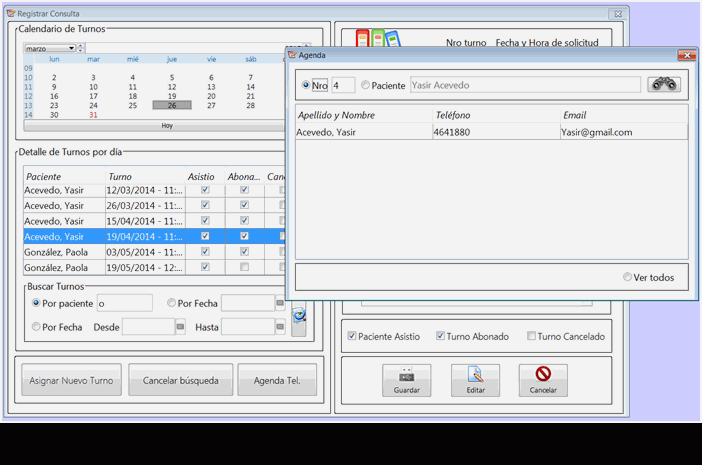 Registrar Consulta
Calendario de Turnos
marzo
lun mar mié jue vie sáb
09
10 2 3 4 5 6 7
11 9 10 11 12 13 14
12 16 17 18 19 20 21
13 23 24 25 26 27 28
14 30 31
Hoy
Detalle de Turnos por día
Paciente Turno Asistio Abona... Canc
Acevedo, Yasir 12/03/2014 - 11:...
Acevedo, Yasir 26/03/2014 - 11:...
Acevedo, Yasir 15/04/2014 - 11:...
Acevedo, Yasir 19/04/2014 - 11:...
González, Paola 03/05/2014 - 11:...
González, Paola 19/05/2014 - 12:...
Buscar Turnos
Por paciente o Por Fecha
Por Fecha Desde Hasta
Asignar Nuevo Turno Cancelar búsqueda Agenda Tel.
Nro turno Fecha y Hora de solicitud
Agenda
Nro 4 Paciente Yasir Acevedo
Apellido y Nombre Teléfono Email
Acevedo, Yasir 4641880 Yasir@gmail.com
Ver todos
Paciente Asistio Turno Abonado Turno Cancelado
Guardar Editar Cancelar